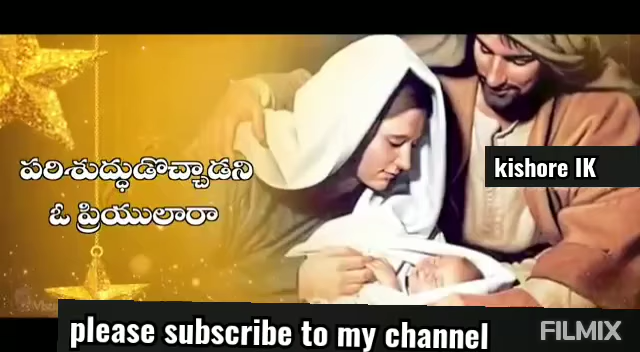 పరిశుద్ధుడొచ్చాడని
ఓ ప్రియులారా
kishore IK
please subscribe to my channel
FILMIX